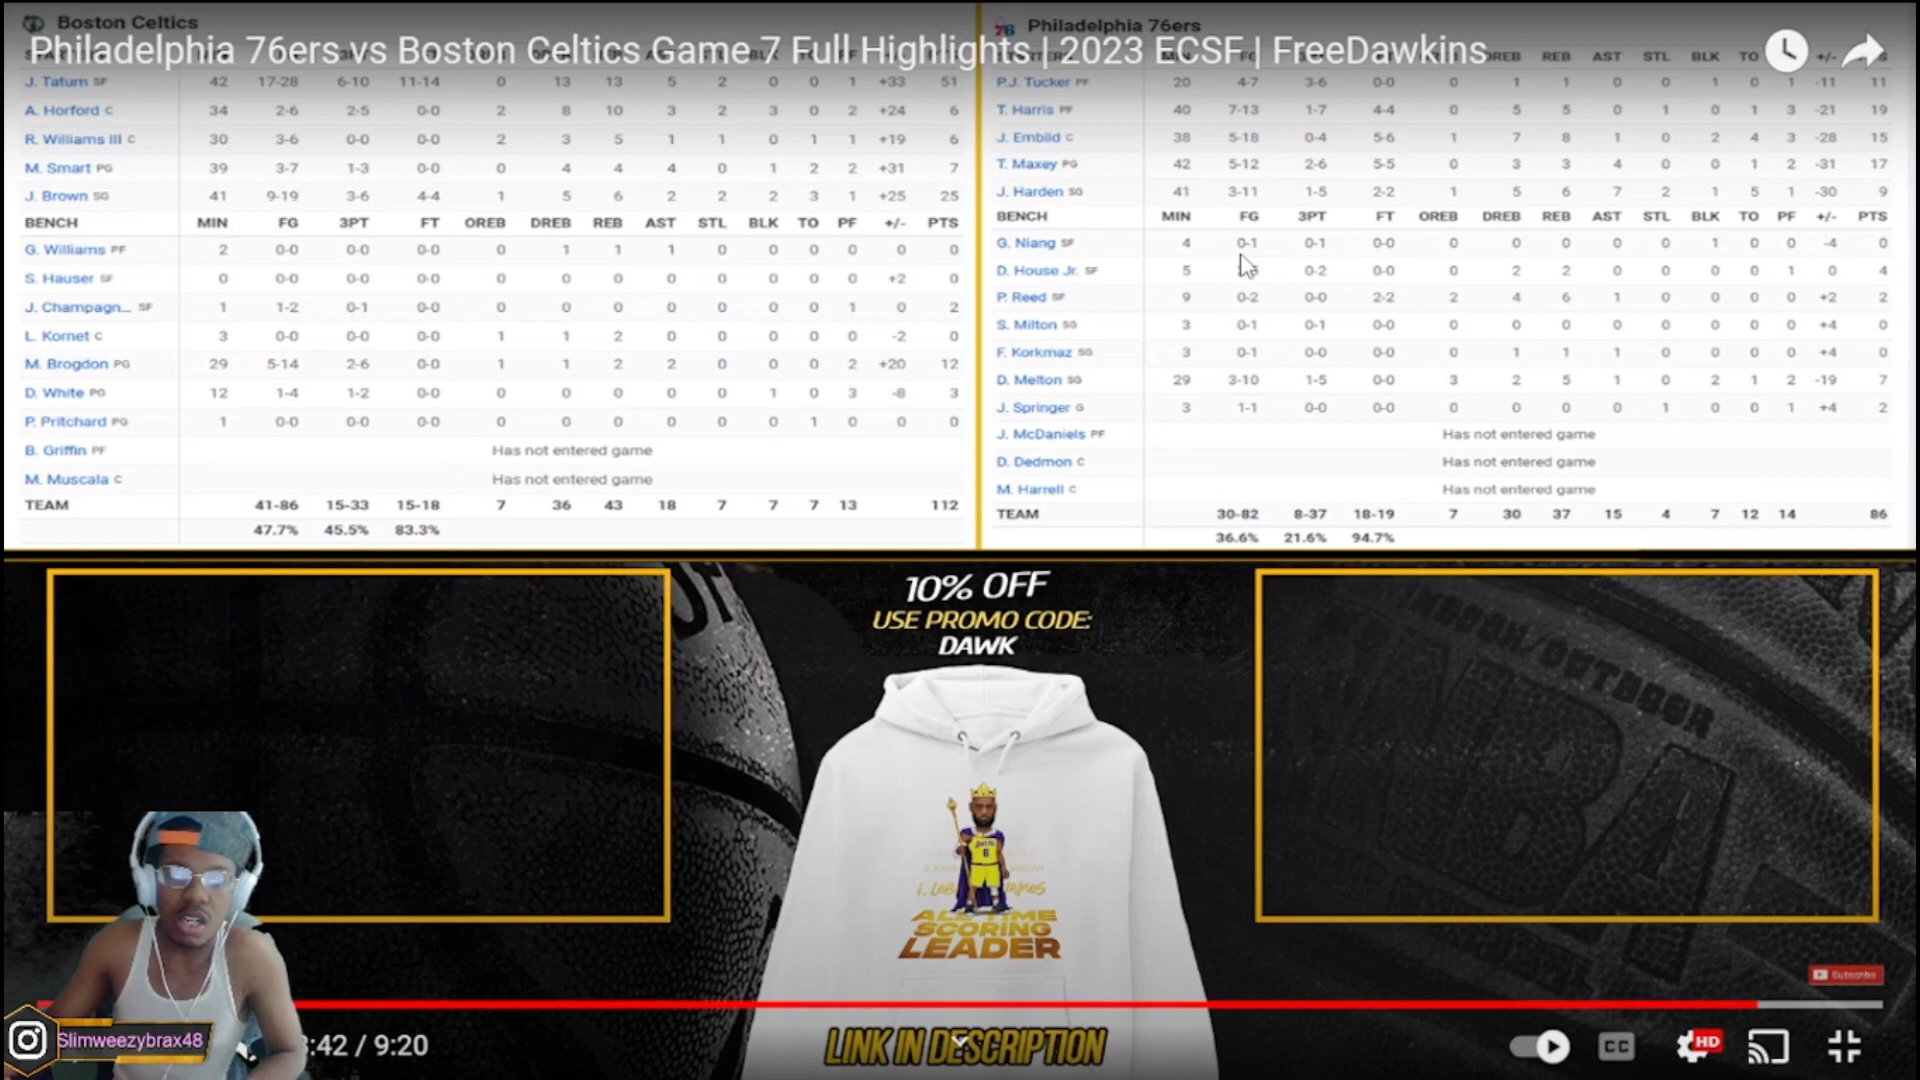 Boston Celtics
Philadelphia 76ers vs Boston Celtics Game 7 Full Highlights | 2023 ECSF | FreeDawkins
J. Tatum SF 42 17-28 6-10 11-14 0 13 13 5 2 0 0 1 +33 51
A. Horford C 34 2-6 2-5 0-0 2 8 10 3 2 3 0 2 +24 6
R. Williams III C 30 3-6 0-0 0-0 2 3 5 1 1 0 1 1 +19 6
M. Smart PG 39 3-7 1-3 0-0 0 4 4 4 0 1 2 2 +31 7
J. Brown SG 41 9-19 3-6 4-4 1 5 6 2 2 2 3 1 +25 25
BENCH MIN FG 3PT FT OREB DREB REB AST STL BLK TO PF +/- PTS
G. Williams PF 2 0-0 0-0 0-0 0 1 1 1 0 0 0 0 0 0
S. Hauser SF 0 0-0 0-0 0-0 0 0 0 0 0 0 0 0 +2 0
J. Champagn... SF 1 1-2 0-1 0-0 0 0 0 0 0 0 0 1 0 2
L. Kornet C 3 0-0 0-0 0-0 1 1 2 0 0 0 0 0 -2 0
M. Brogdon PG 29 5-14 2-6 0-0 1 1 2 2 0 0 0 2 +20 12
D. White PG 12 1-4 1-2 0-0 0 0 0 0 0 1 0 3 -8 3
P. Pritchard PG 1 0-0 0-0 0-0 0 0 0 0 0 0 1 0 0 0
B. Griffin PF Has not entered game
M. Muscala C Has not entered game
TEAM 41-86 15-33 15-18 7 36 43 18 7 7 7 13 112
47.7% 45.5% 83.3%
76 Philadelphia 76ers
MIN FG OREB REB AST STL BLK TO +/-
P.J. Tucker PF 20 4-7 3-6 0-0 0 1 1 0 0 1 0 1 -11 11
T. Harris PF 40 7-13 1-7 4-4 0 5 5 0 1 0 1 3 -21 19
J. Embiid C 38 5-18 0-4 5-6 1 7 8 1 0 2 4 3 -28 15
T. Maxey PG 42 5-12 2-6 5-5 0 3 3 4 0 0 1 2 -31 17
J. Harden SG 41 3-11 1-5 2-2 1 5 6 7 2 1 5 1 -30 9
BENCH MIN FG 3PT FT OREB DREB REB AST STL BLK TO PF +/- PTS
G. Niang SF 4 0-1 0-1 0-0 0 0 0 0 0 1 0 0 -4 0
D. House Jr. SF 5 0-2 0-0 0 2 2 0 0 0 0 1 0 4
P. Reed SF 9 0-2 0-0 2-2 2 4 6 1 0 0 0 0 +2 2
S. Milton SG 3 0-1 0-1 0-0 0 0 0 0 0 0 0 0 +4 0
F. Korkmaz SG 3 0-1 0-0 0-0 0 1 1 1 0 0 0 0 +4 0
D. Melton SG 29 3-10 1-5 0-0 3 2 5 1 0 2 1 2 -19 7
J. Springer G 3 1-1 0-0 0-0 0 0 0 0 1 0 0 1 +4 2
J. McDaniels PF Has not entered game
D. Dedmon C Has not entered game
M. Harrell C Has not entered game
TEAM 30-82 8-37 18-19 7 30 37 15 4 7 12 14 86
36.6% 21.6% 94.7%
10% OFF
USE PROMO CODE:
DAWK
INDOOR/OUTDOOR
NBA
ALL TIME
SCORING
LEADER
Subscribe
Slimweezybrax48
:42 / 9:20
LINK IN DESCRIPTION
CC
HD